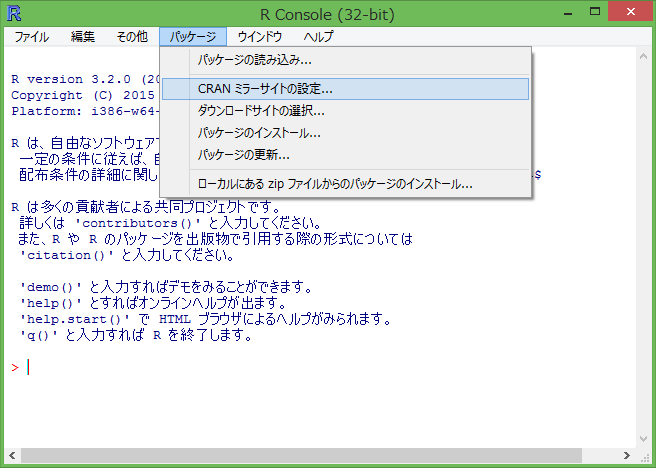 R Console (32-bit)
ファイル 編集 その他 パッケージ ウインドウ ヘルプ
パッケージの読み込み...
CRAN ミラーサイトの設定...
ダウンロードサイトの選択...
パッケージのインストール...
パッケージの更新...
ローカルにある zip ファイルからのパッケージのインストール...
R version 3.2.0 (20
Copyright (C) 2015
Platform: i386-w64-
R は、自由なソフトウェア
一定の条件に従えば、
配布条件の詳細に関し
$
R は多くの貢献者による共同プロジェクトです。
詳しくは 'contributors()' と入力してください。
また、R や R のパッケージを出版物で引用する際の形式については
'citation()' と入力してください。
'demo()' と入力すればデモをみることができます。
'help()' とすればオンラインヘルプが出ます。
'help.start()' で HTML ブラウザによるヘルプがみられます。
'q()' と入力すれば R を終了します。
>